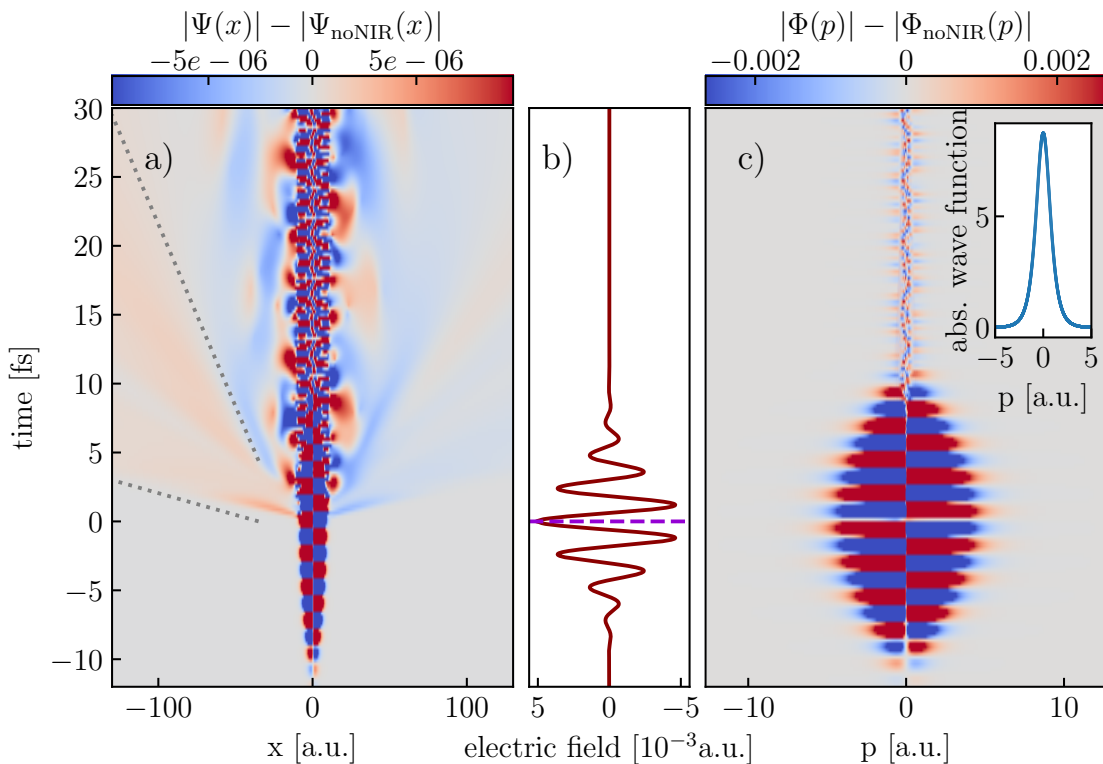 |Ψ(x)| − |Ψ_noNIR(x)|
−5e − 06 0 5e − 06
|Φ(p)| − |Φ_noNIR(p)|
−0.002 0 0.002
a)
b)
c)
30
25
20
15
10
5
0
−5
−10
time [fs]
−100 0 100
x [a.u.]
5 0 −5
electric field [10⁻³a.u.]
−10 0 10
p [a.u.]
abs. wave function
5
0
−5 0 5
p [a.u.]